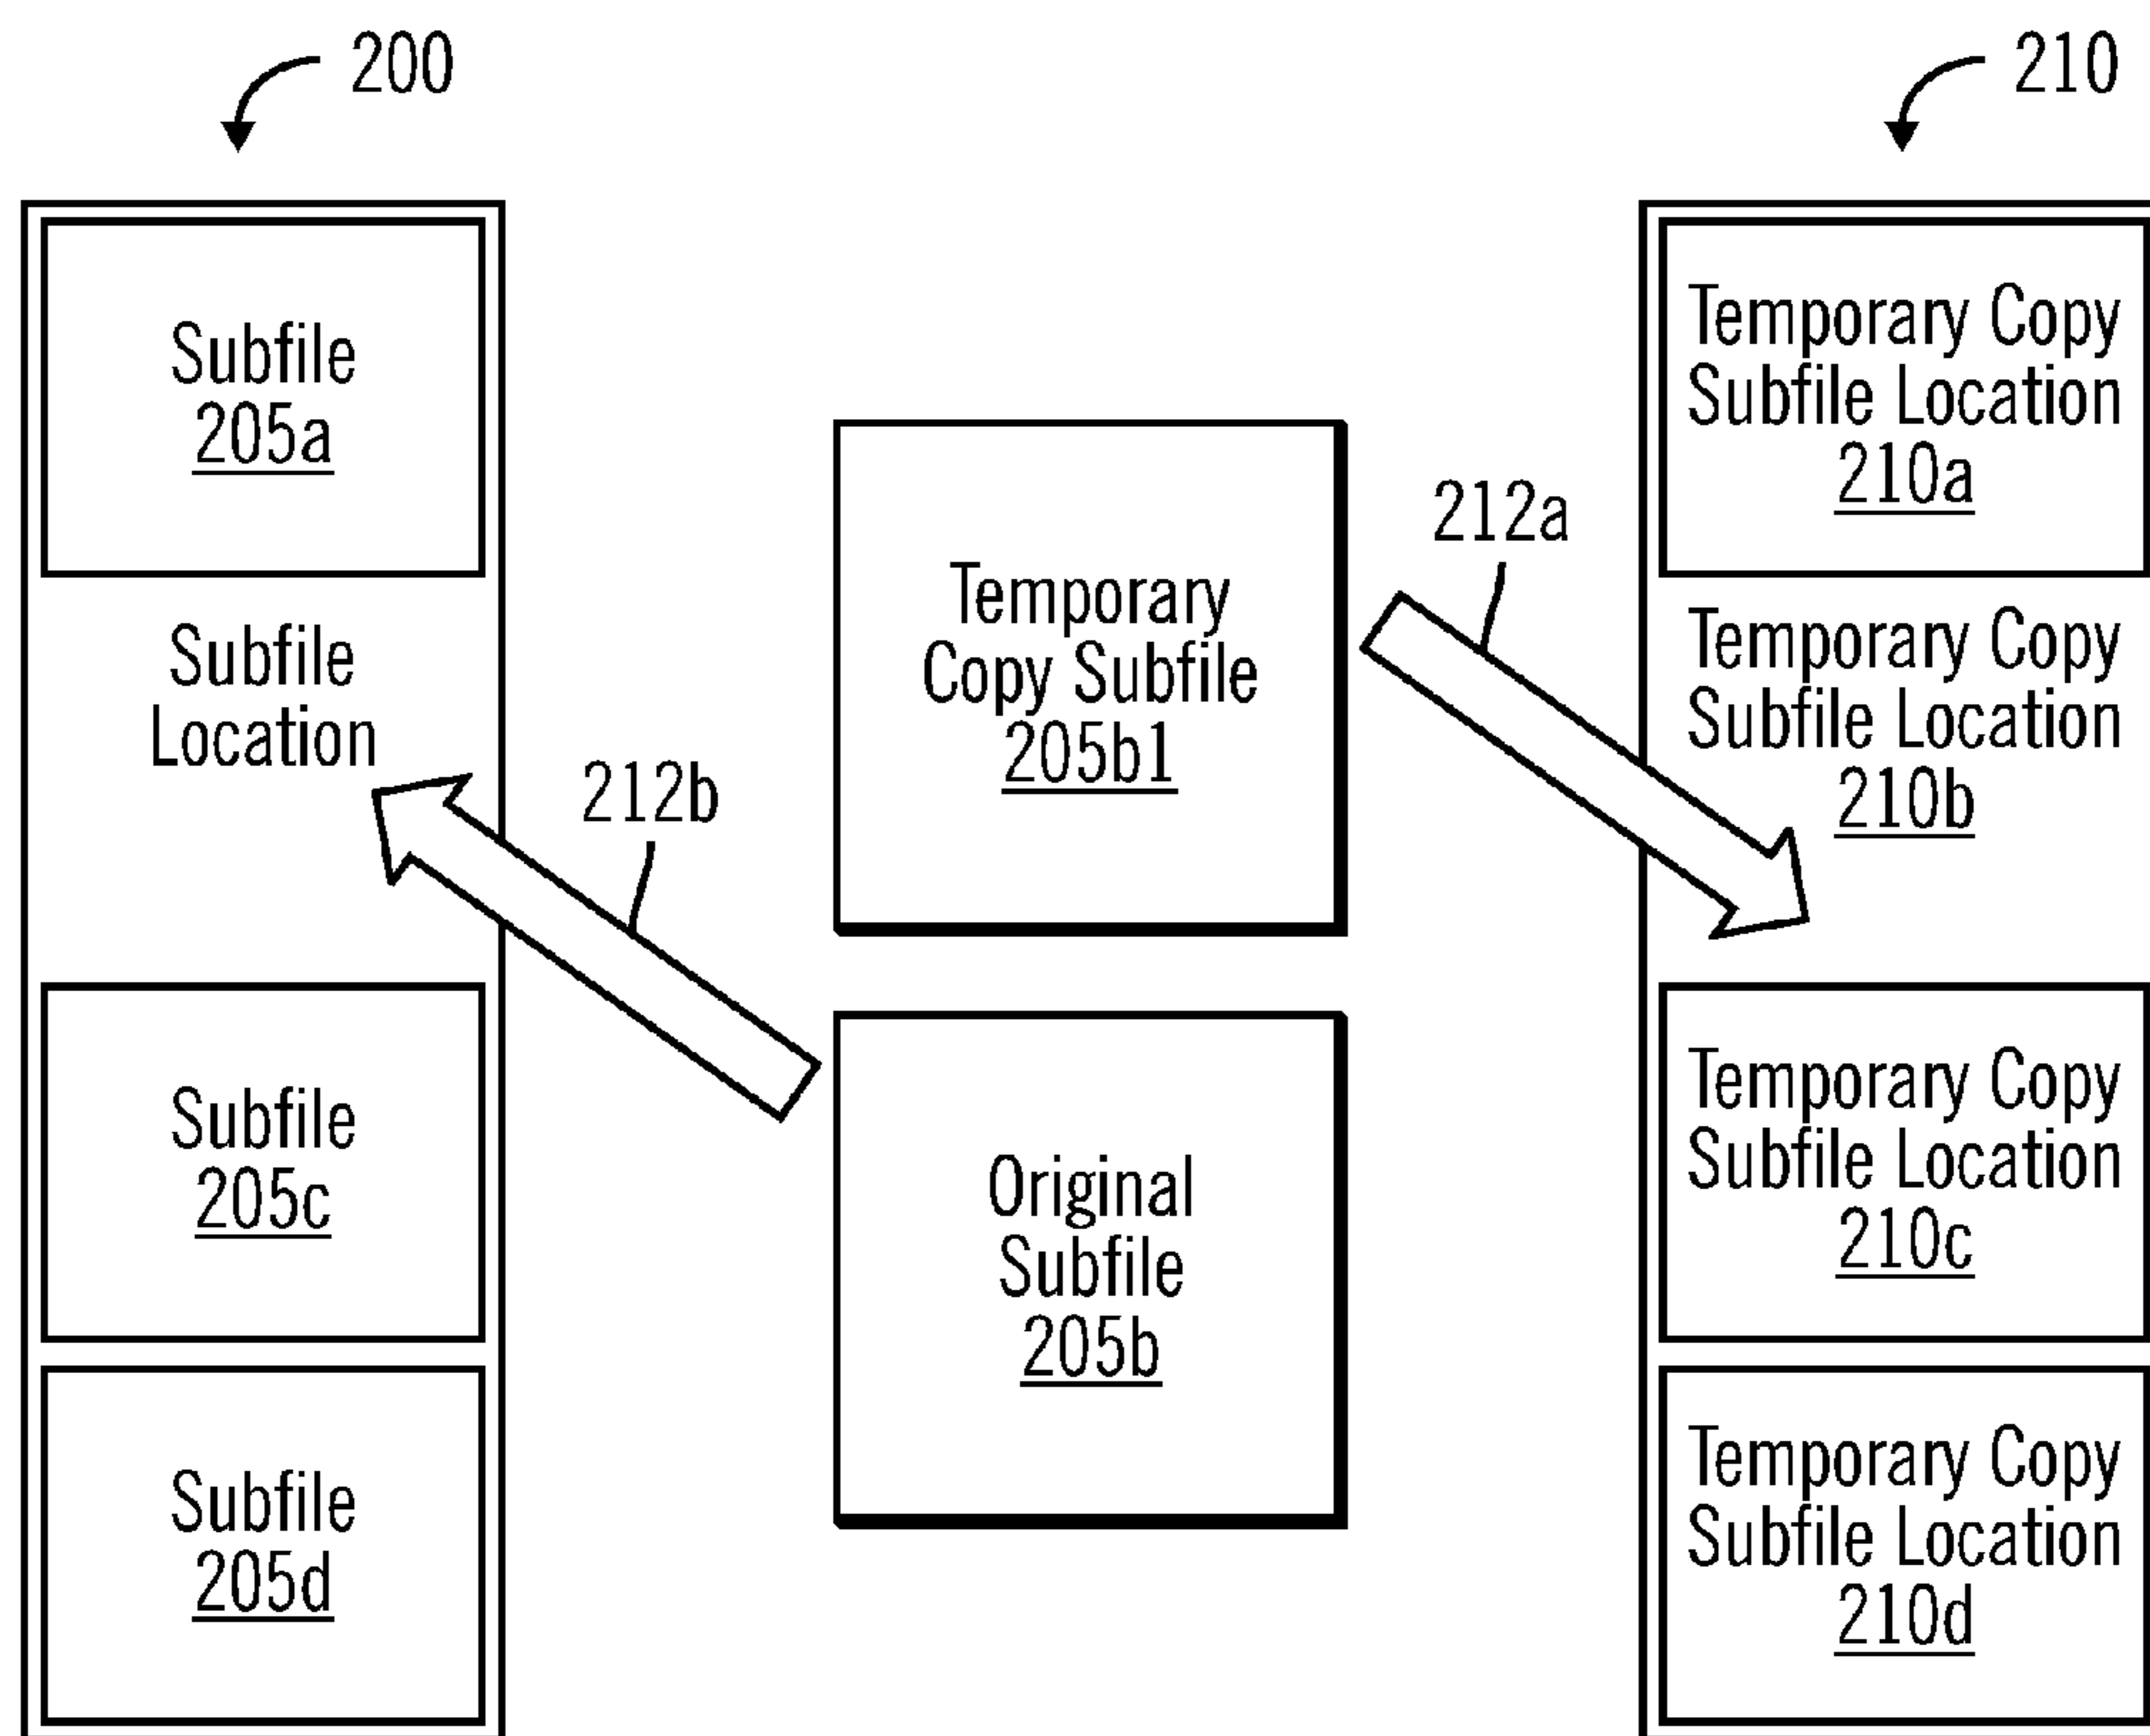 200
210
Subfile
205a
Subfile
Location
212b
Subfile
205c
Subfile
205d
Temporary
Copy Subfile
205b1
Original
Subfile
205b
212a
Temporary Copy
Subfile Location
210a
Temporary Copy
Subfile Location
210b
Temporary Copy
Subfile Location
210c
Temporary Copy
Subfile Location
210d